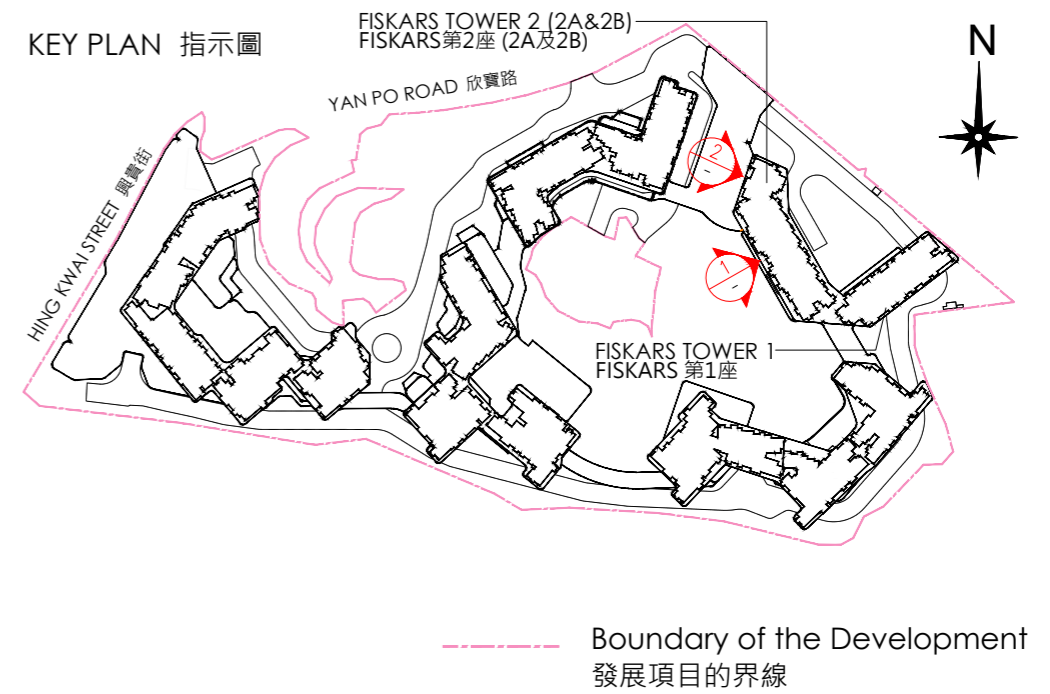 FISKARS TOWER 2 (2A&2B)
FISKARS第2座 (2A及2B)
KEY PLAN 指示圖
N
YAN PO ROAD 欣寶路
HING KWAI STREET 興貴街
2
-
1
-
FISKARS TOWER 1
FISKARS 第1座
Boundary of the Development
發展項目的界線